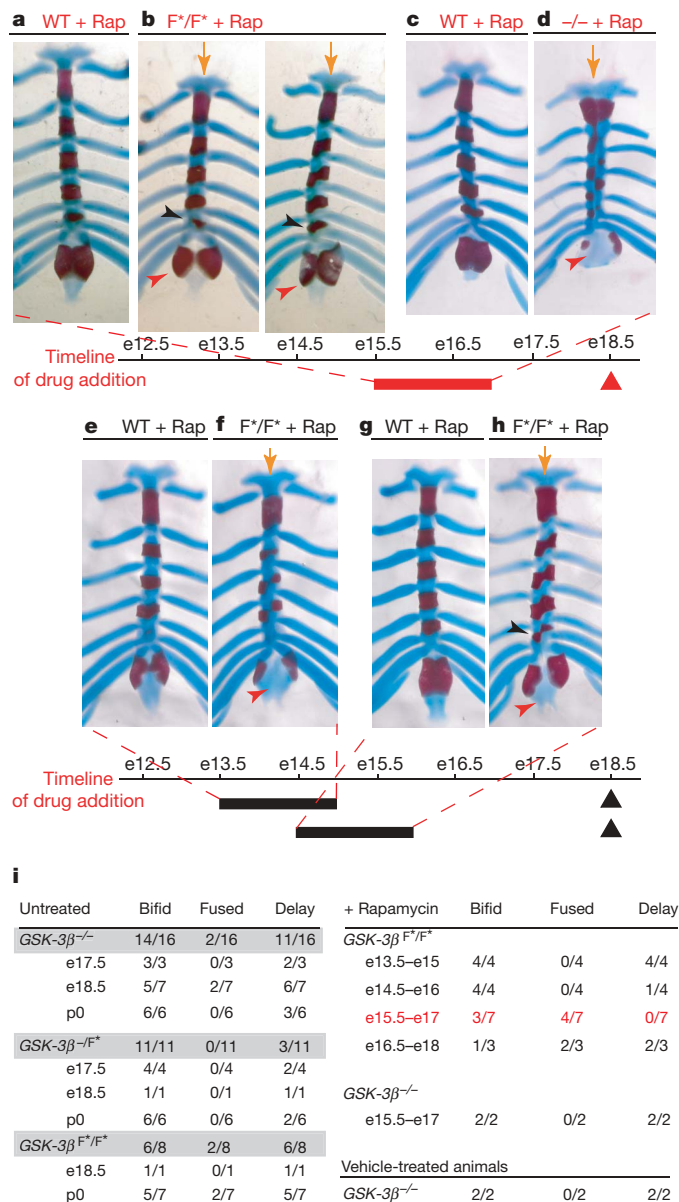 a WT + Rap b F*/F* + Rap c WT + Rap d –/– + Rap
e12.5 e13.5 e14.5 e15.5 e16.5 e17.5 e18.5
Timeline
of drug addition
e WT + Rap f F*/F* + Rap g WT + Rap h F*/F* + Rap
e12.5 e13.5 e14.5 e15.5 e16.5 e17.5 e18.5
Timeline
of drug addition
i
Untreated Bifid Fused Delay
GSK-3β–/– 14/16 2/16 11/16
e17.5 3/3 0/3 2/3
e18.5 5/7 2/7 6/7
p0 6/6 0/6 3/6
GSK-3β–/F* 11/11 0/11 3/11
e17.5 4/4 0/4 2/4
e18.5 1/1 0/1 1/1
p0 6/6 0/6 2/6
GSK-3βF*/F* 6/8 2/8 6/8
e18.5 1/1 0/1 1/1
p0 5/7 2/7 5/7
+ Rapamycin Bifid Fused Delay
GSK-3βF*/F*
e13.5–e15 4/4 0/4 4/4
e14.5–e16 4/4 0/4 1/4
e15.5–e17 3/7 4/7 0/7
e16.5–e18 1/3 2/3 2/3
GSK-3β–/–
e15.5–e17 2/2 0/2 2/2
Vehicle-treated animals
GSK-3β–/– 2/2 0/2 2/2